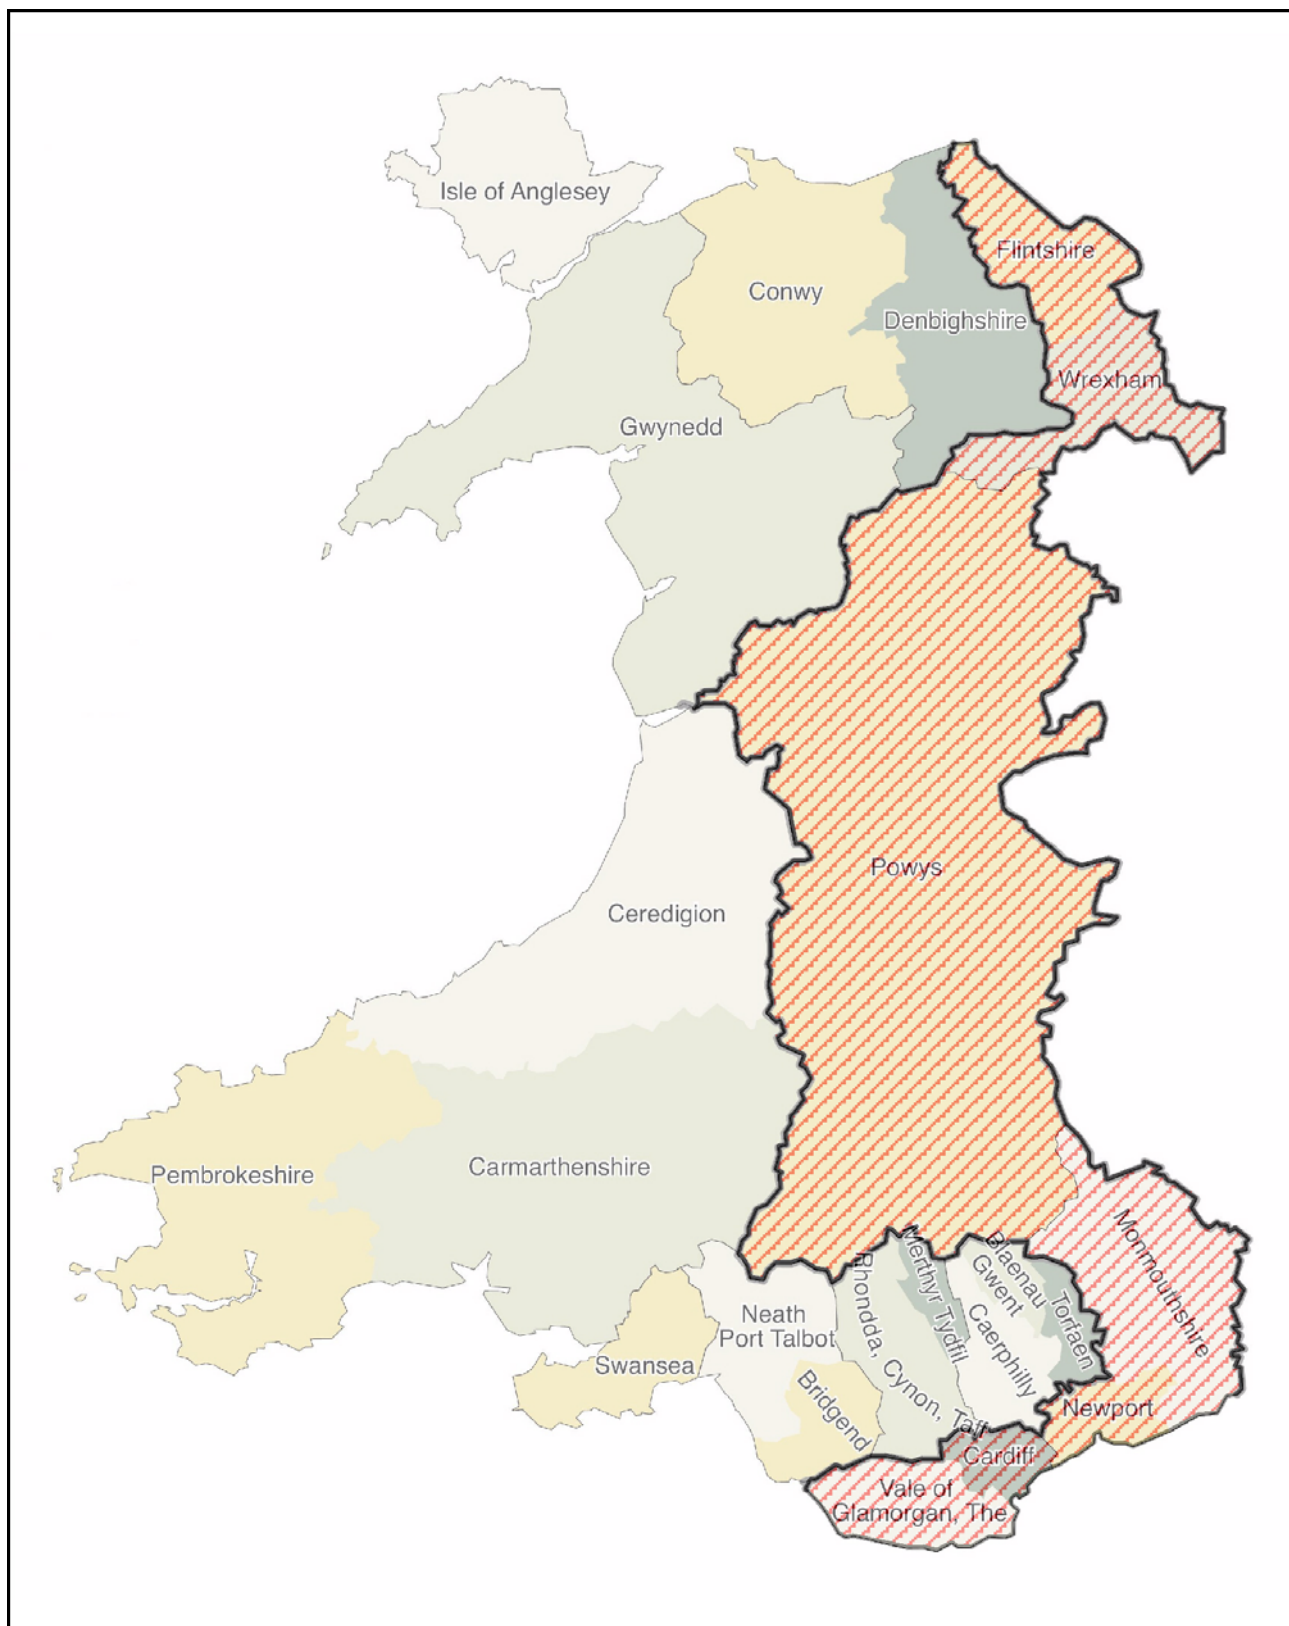 Isle of Anglesey
Flintshire
Conwy
Denbighshire
Wrexham
Gwynedd
Powys
Ceredigion
Pembrokeshire
Carmarthenshire
Monmouthshire
Merthyr Tydfil
Blaenau
Gwent
Torfaen
Rhondda, Cynon, Taff
Caerphilly
Neath
Port Talbot
Swansea
Bridgend
Newport
Cardiff
Vale of
Glamorgan, The